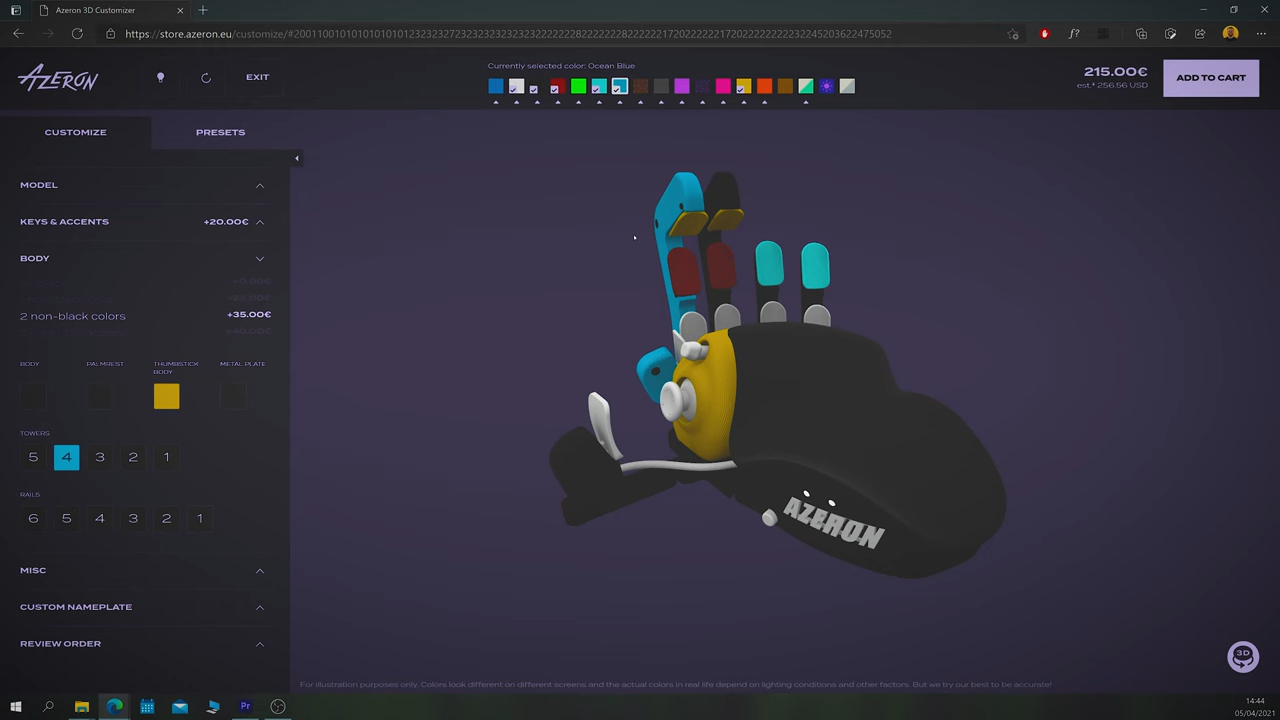 Azeron 3D Customizer
https://store.azeron.eu/customize/#2001100101010101012323232723232323232222222822222222822222217202222221722222222322452036224 75052
AZERON
EXIT
Currently selected color: Ocean Blue
215.00€
est.* 256.56 USD
ADD TO CART
CUSTOMIZE
PRESETS
MODEL
KEYS & ACCENTS +20.00€
BODY
2 non-black colors +35.00€
BODY PALMREST THUMBSTICK BODY METAL PLATE
TOWERS
5 4 3 2 1
RAILS
6 5 4 3 2 1
MISC
CUSTOM NAMEPLATE
REVIEW ORDER
AZERON
3D
For illustration purposes only. Colors look different on different screens and the actual colors in real life depend on lighting conditions and other factors. But we try our best to be accurate!
14:44
05/04/2021